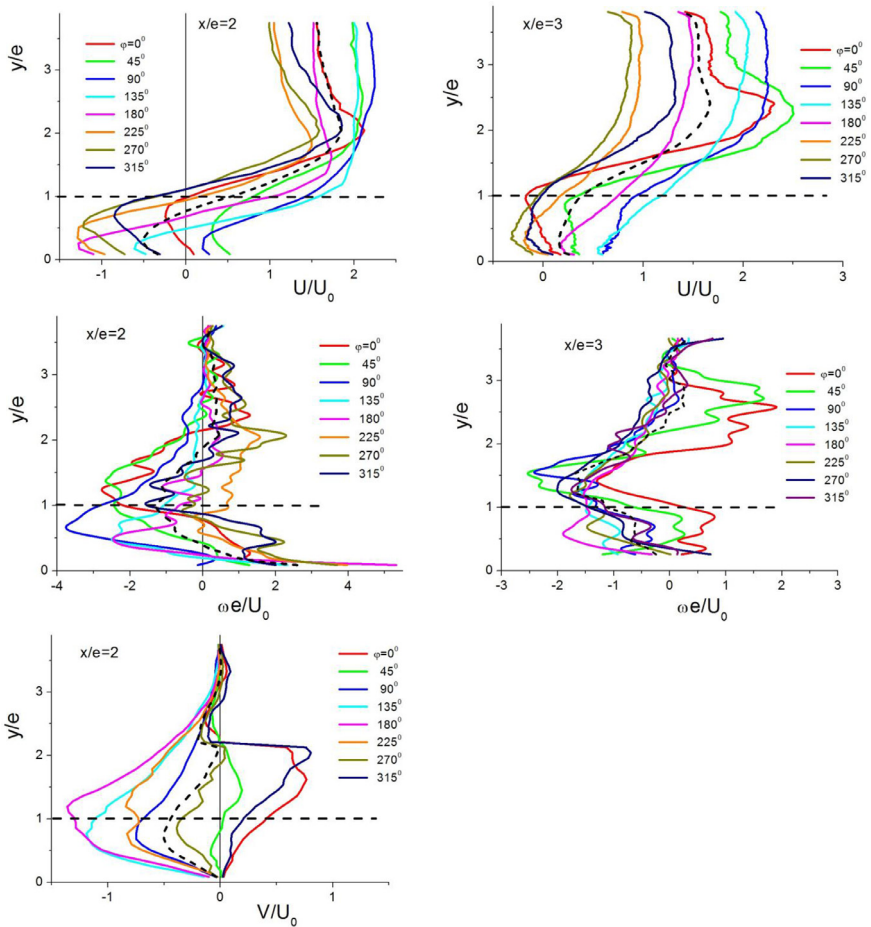 x/e=2
y/e
φ=0⁰
45⁰
90⁰
135⁰
180⁰
225⁰
270⁰
315⁰
3
2
1
0
-1 0 1 2
U/U₀
x/e=3
y/e
φ=0⁰
45⁰
90⁰
135⁰
180⁰
225⁰
270⁰
315⁰
3
2
1
0
0 1 2 3
U/U₀
x/e=2
y/e
φ=0⁰
45⁰
90⁰
135⁰
180⁰
225⁰
270⁰
315⁰
3
2
1
0
-4 -2 0 2 4
ωe/U₀
x/e=3
y/e
φ=0⁰
45⁰
90⁰
135⁰
180⁰
225⁰
270⁰
315⁰
3
2
1
0
-3 -2 -1 0 1 2 3
ωe/U₀
x/e=2
y/e
φ=0⁰
45⁰
90⁰
135⁰
180⁰
225⁰
270⁰
315⁰
3
2
1
0
-1 0 1
V/U₀